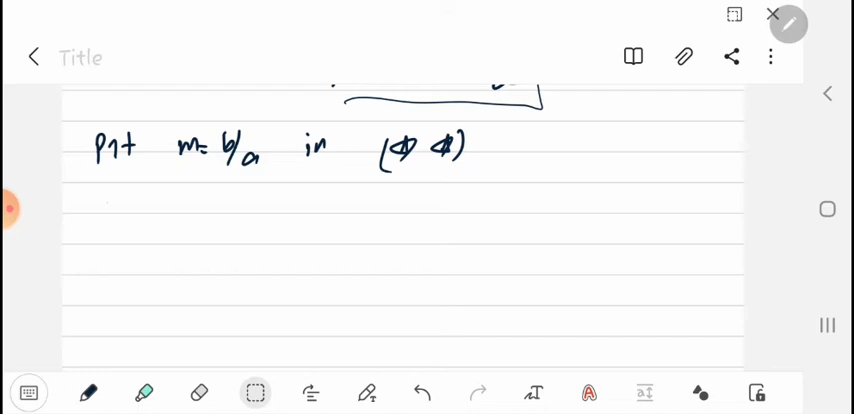 Title
Put m= b/a in (** **)